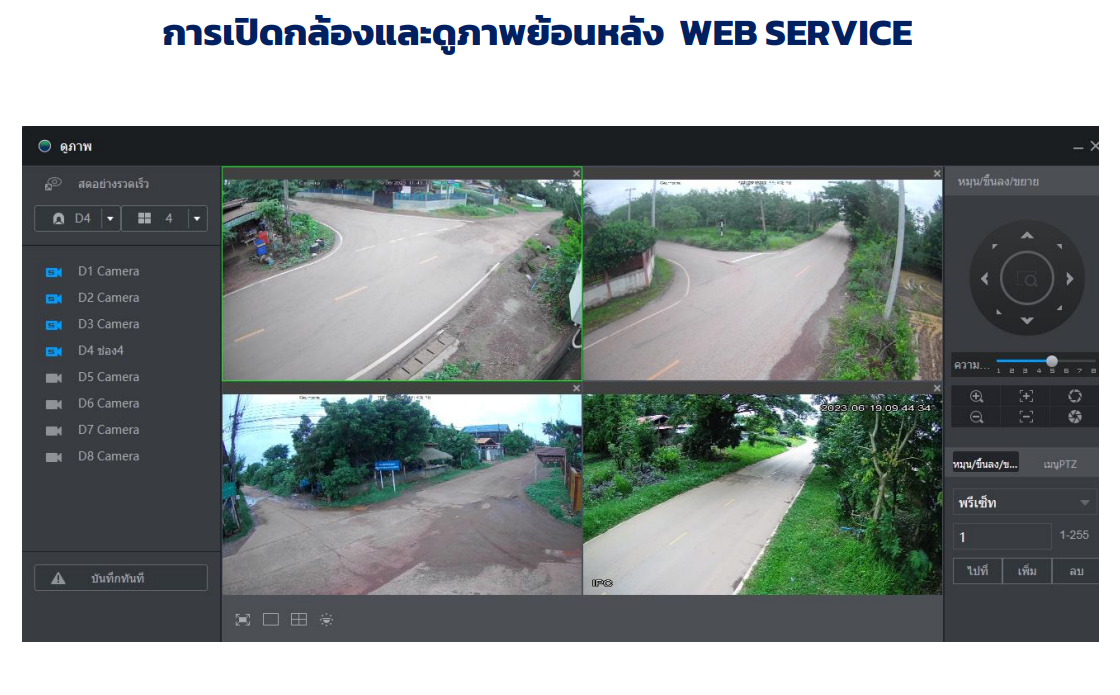 การเปิดกล้องและดูภาพย้อนหลัง WEB SERVICE
ดูภาพ
สดอย่างรวดเร็ว
D4
4
D1 Camera
D2 Camera
D3 Camera
D4 ช่อง4
D5 Camera
D6 Camera
D7 Camera
D8 Camera
บันทึกทันที
2023 06 19 09 44 34
IPC
หมุน/ขึ้นลง/ขยาย
ความ...
1 2 3 4 5 6 7 8
หมุน/ขึ้นลง/ข... เมนูPTZ
พรีเซ็ท
1 1-255
ไปที่ เพิ่ม ลบ